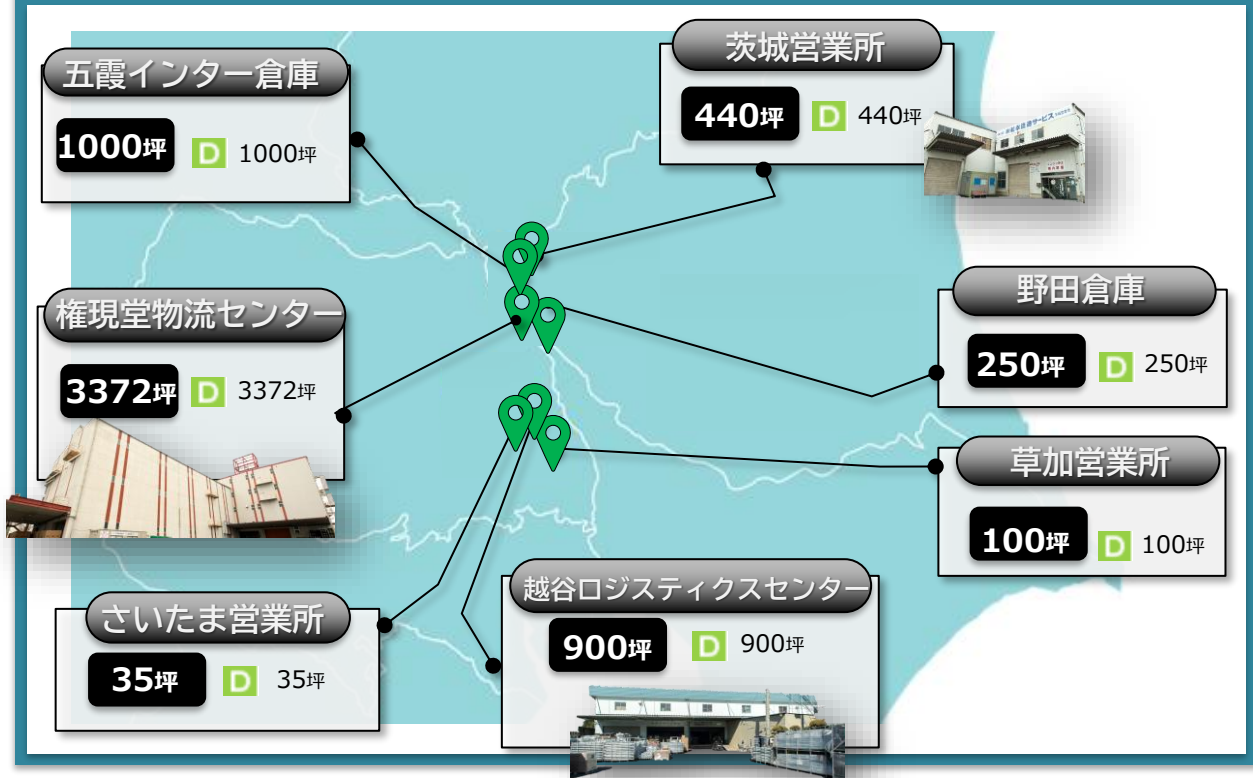 五霞インター倉庫
1000坪 D 1000坪
茨城営業所
440坪 D 440坪
権現堂物流センター
3372坪 D 3372坪
野田倉庫
250坪 D 250坪
草加営業所
100坪 D 100坪
さいたま営業所
35坪 D 35坪
越谷ロジスティクスセンター
900坪 D 900坪